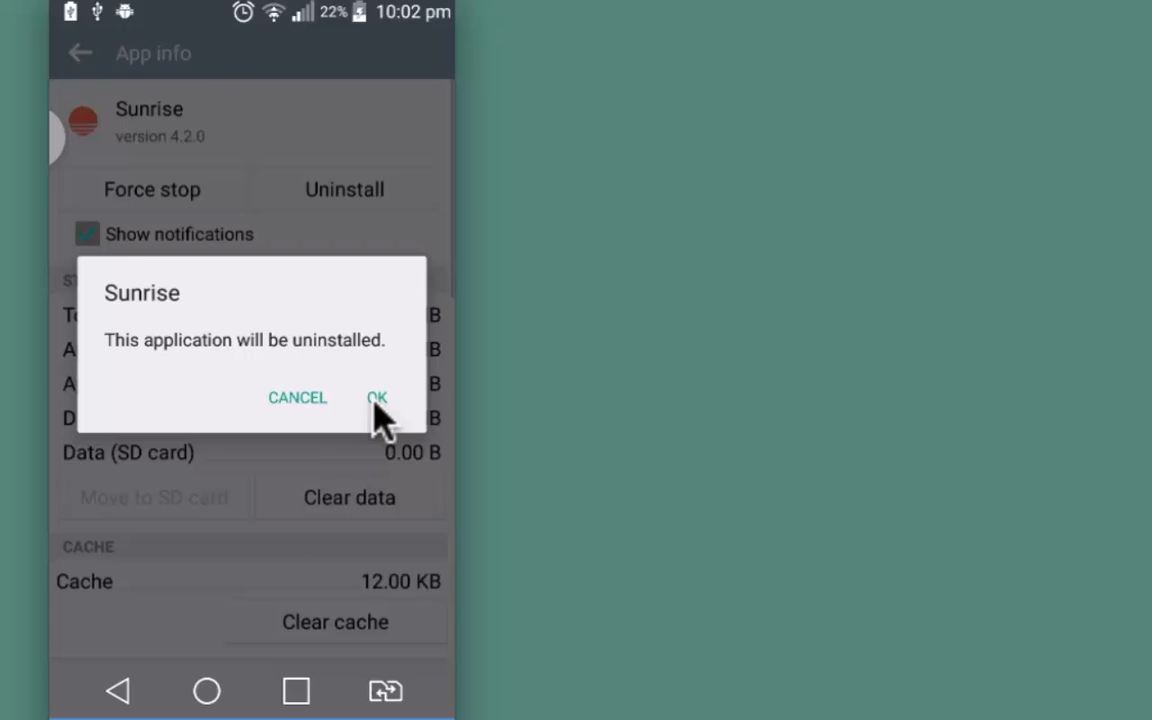 22% 10:02 pm
App info
Sunrise
version 4.2.0
Force stop Uninstall
Show notifications
Sunrise
This application will be uninstalled.
CANCEL OK
Data (SD card) 0.00 B
Move to SD card Clear data
CACHE
Cache 12.00 KB
Clear cache